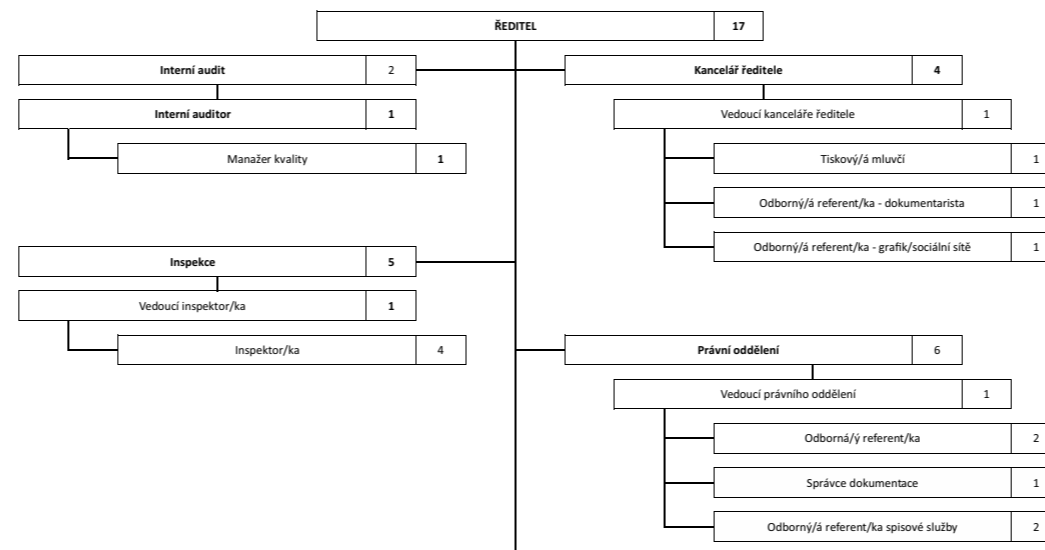 ŘEDITEL 17
Interní audit 2
Kancelář ředitele 4
Interní auditor 1
Vedoucí kanceláře ředitele 1
Manažer kvality 1
Tiskový/á mluvčí 1
Odborný/á referent/ka - dokumentarista 1
Odborný/á referent/ka - grafik/sociální sítě 1
Inspekce 5
Vedoucí inspektor/ka 1
Inspektor/ka 4
Právní oddělení 6
Vedoucí právního oddělení 1
Odborná/ý referent/ka 2
Správce dokumentace 1
Odborný/á referent/ka spisové služby 2